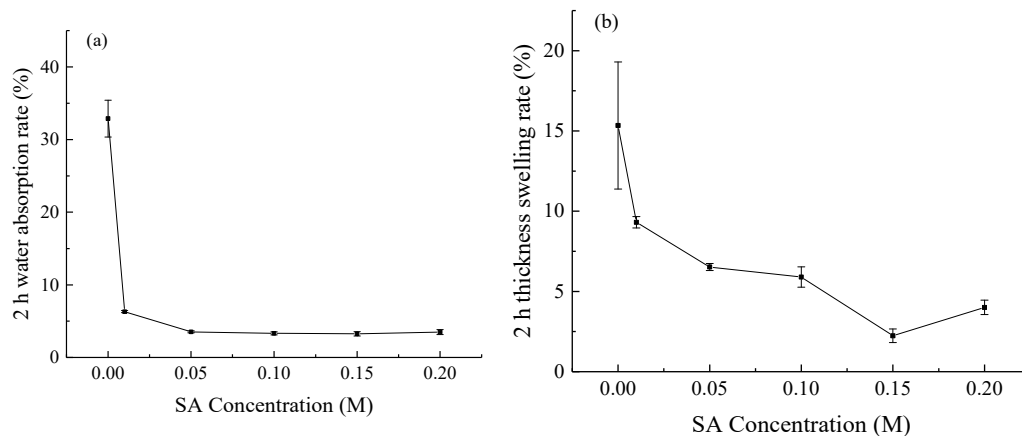 (a)
2 h water absorption rate (%)
40
30
20
10
0
0.00 0.05 0.10 0.15 0.20
SA Concentration (M)
(b)
2 h thickness swelling rate (%)
20
15
10
5
0
0.00 0.05 0.10 0.15 0.20
SA Concentration (M)